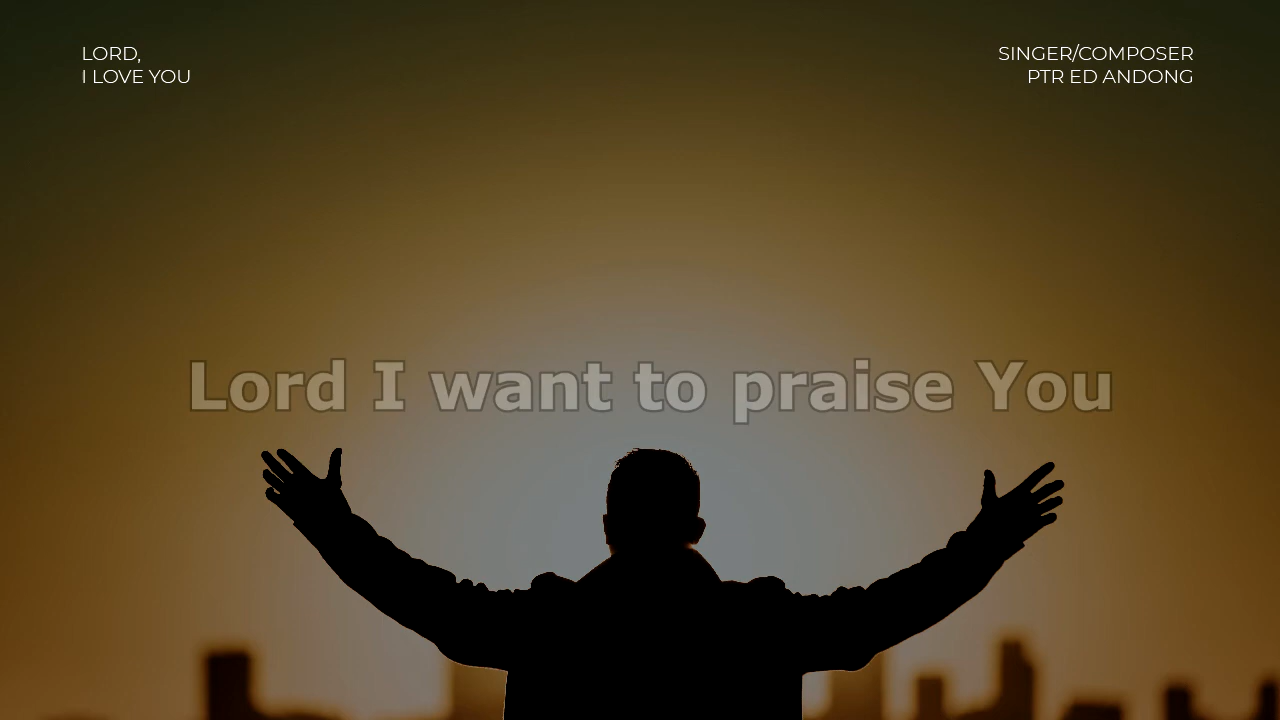 LORD,
I LOVE YOU
SINGER/COMPOSER
PTR ED ANDONG
Lord I want to praise You